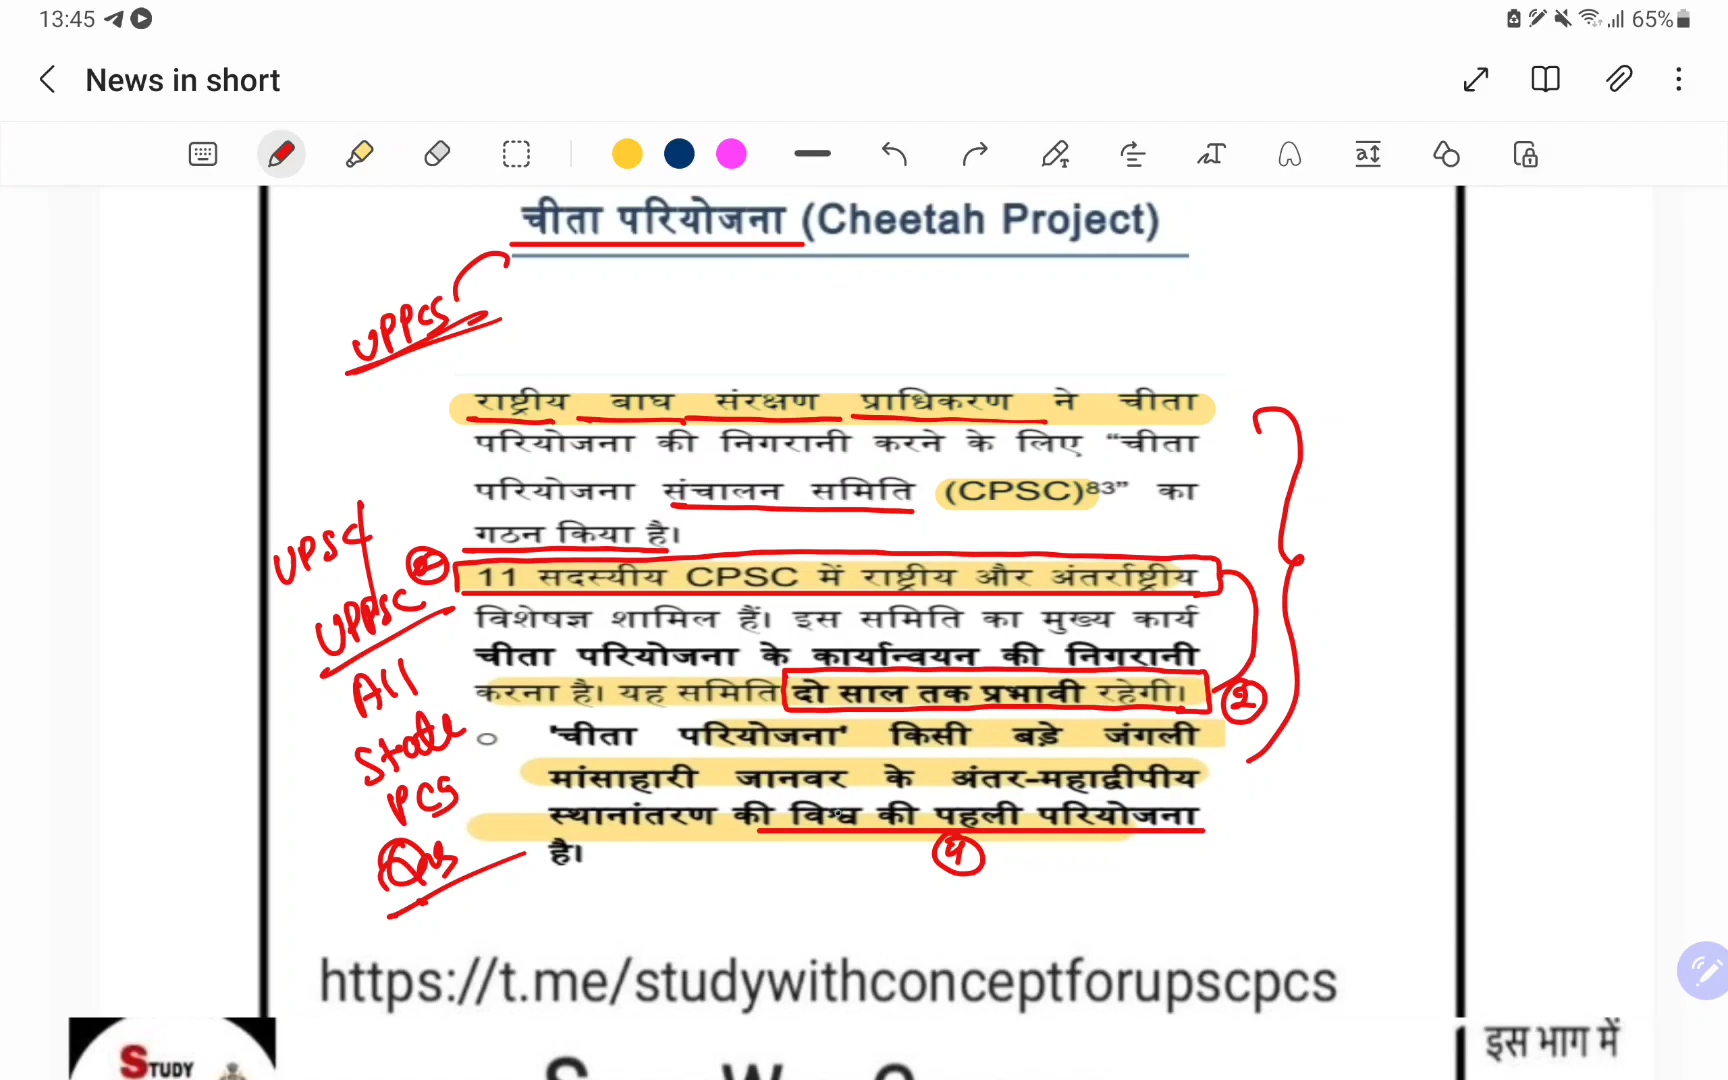 13:45
65%
News in short
चीता परियोजना (Cheetah Project)
UPPCS
राष्ट्रीय बाघ संरक्षण प्राधिकरण ने चीता
परियोजना की निगरानी करने के लिए “चीता
परियोजना संचालन समिति (CPSC)⁸³” का
गठन किया है।
UPSC
11 सदस्यीय CPSC में राष्ट्रीय और अंतर्राष्ट्रीय
UPPSC
विशेषज्ञ शामिल हैं। इस समिति का मुख्य कार्य
चीता परियोजना के कार्यान्वयन की निगरानी
All
करना है। यह समिति दो साल तक प्रभावी रहेगी।
2
State
'चीता परियोजना' किसी बड़े जंगली
मांसाहारी जानवर के अंतर-महाद्वीपीय
PCS
स्थानांतरण की विश्व की पहली परियोजना
है।
https://t.me/studywithconceptforupscpcs
इस भाग में
STUDY